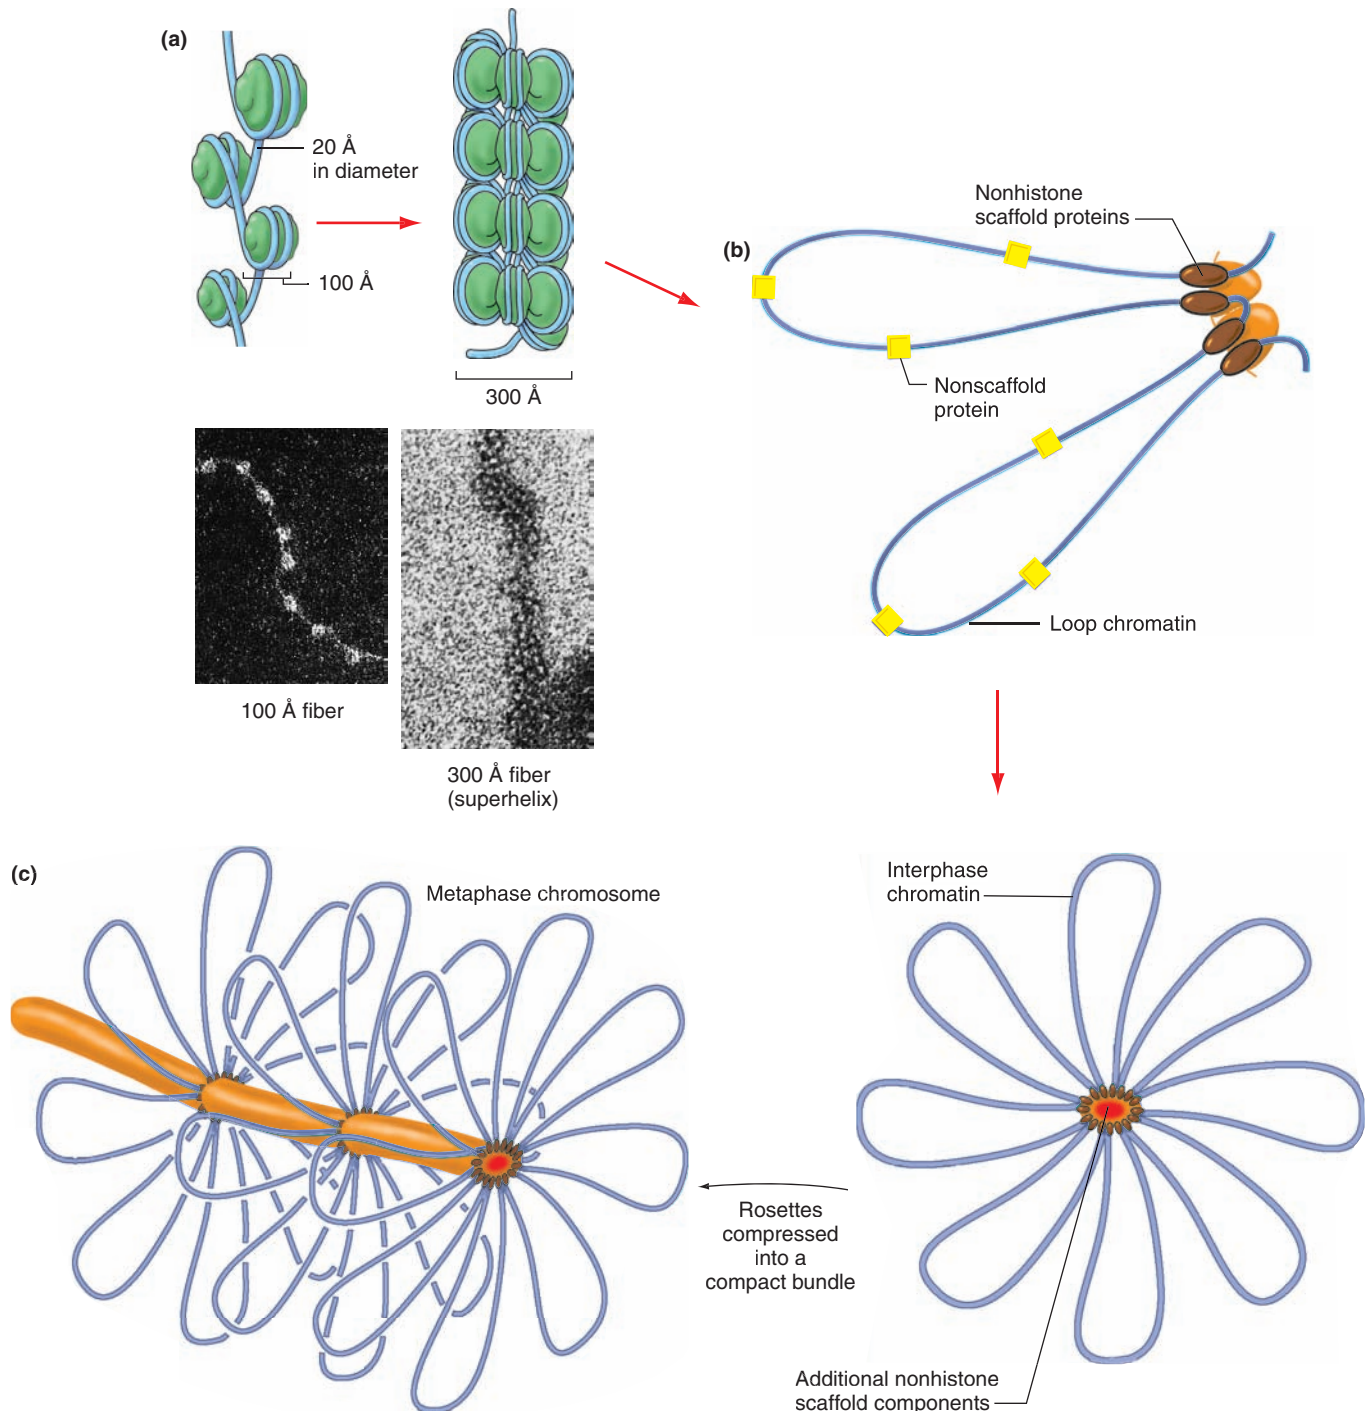 (a)
20 Å
in diameter
100 Å
300 Å
100 Å fiber
300 Å fiber
(superhelix)
(b)
Nonhistone
scaffold proteins
Nonscaffold
protein
Loop chromatin
(c)
Metaphase chromosome
Interphase
chromatin
Rosettes
compressed
into a
compact bundle
Additional nonhistone
scaffold components